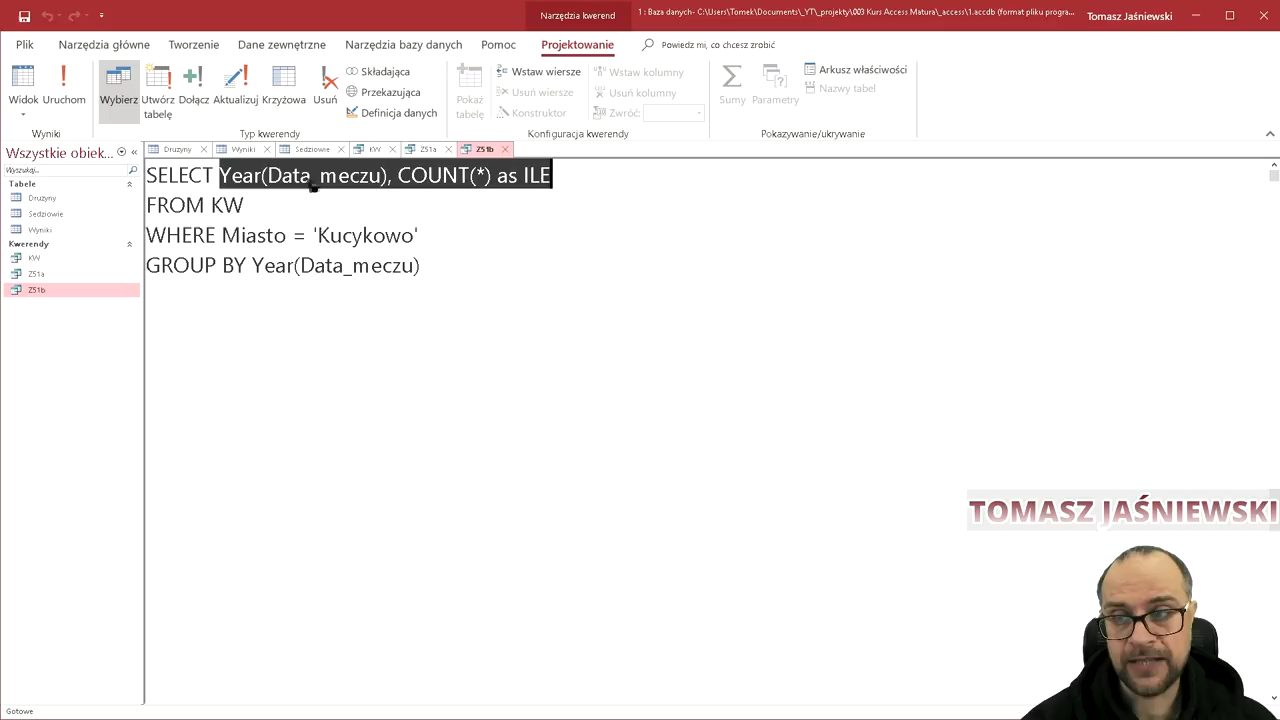 Narzędzia kwerend
1 : Baza danych- C:\Users\Tomek\Documents\_YT\_projekty\003 Kurs Access Matura\_access\1.accdb (format pliku progra...
Tomasz Jaśniewski
Plik Narzędzia główne Tworzenie Dane zewnętrzne Narzędzia bazy danych Pomoc Projektowanie Powiedz mi, co chcesz zrobić
Widok
Uruchom
Wybierz
Utwórz tabelę
Dołącz
Aktualizuj
Krzyżowa
Usuń
Składająca
Przekazująca
Definicja danych
Pokaż tabelę
Wstaw wiersze
Usuń wiersze
Konstruktor
Wstaw kolumny
Usuń kolumny
Zwróć:
Sumy
Parametry
Arkusz właściwości
Nazwy tabel
Wyniki
Typ kwerendy
Konfiguracja kwerendy
Pokazywanie/ukrywanie
Wszystkie obiek...
Wyszukaj...
Tabele
Drużyny
Sedziowie
Wyniki
Kwerendy
KW
Z51a
Z51b
Drużyny Wyniki Sedziowie KW Z51a Z51b
SELECT Year(Data_meczu), COUNT(*) as ILE
FROM KW
WHERE Miasto = 'Kucykowo'
GROUP BY Year(Data_meczu)
TOMASZ JAŚNIEWSKI
Gotowe